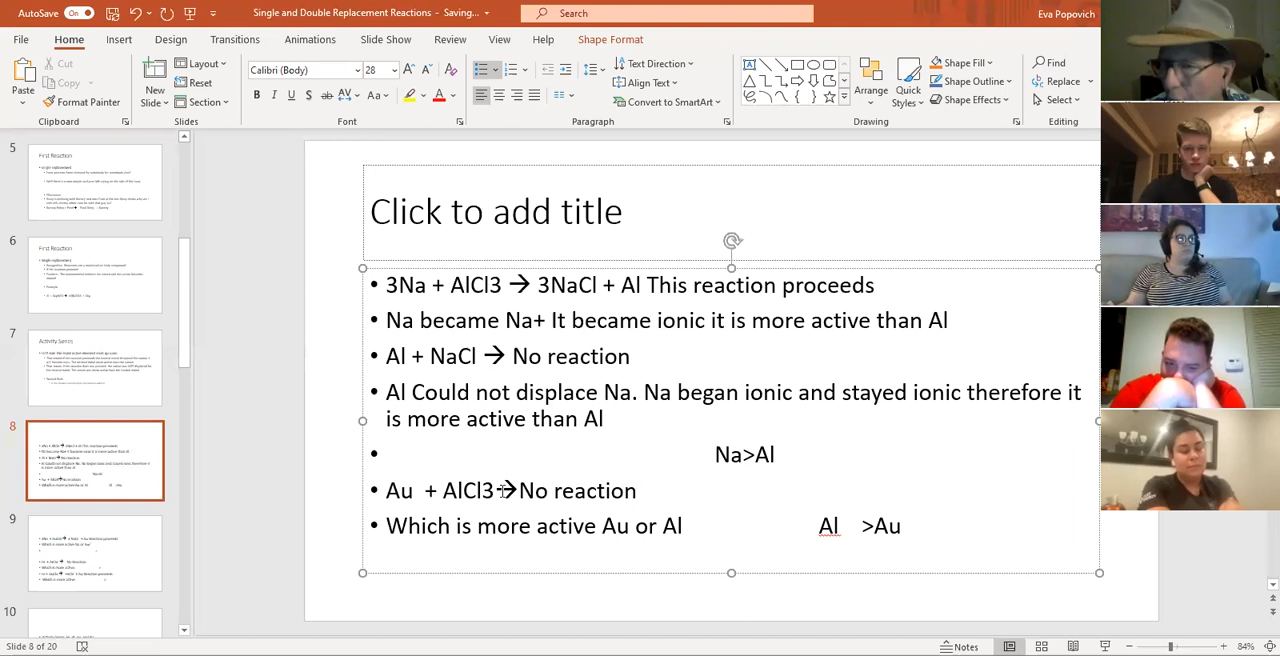 AutoSave On Single and Double Replacement Reactions - Saving... Search Eva Popovich
File Home Insert Design Transitions Animations Slide Show Review View Help Shape Format
Paste Cut Copy Format Painter Clipboard
New Slide Layout Reset Section Slides
Calibri (Body) 28 Font
Text Direction Align Text Convert to SmartArt Paragraph
Arrange Quick Styles Shape Fill Shape Outline Shape Effects Drawing
Find Replace Select Editing
5
First Reaction
6
First Reaction
7
Activity Series
8
9
10
Click to add title
• 3Na + AlCl3 → 3NaCl + Al This reaction proceeds
• Na became Na+ It became ionic it is more active than Al
• Al + NaCl → No reaction
• Al Could not displace Na. Na began ionic and stayed ionic therefore it
is more active than Al
• Na>Al
• Au + AlCl3→No reaction
• Which is more active Au or Al Al >Au
Slide 8 of 20 Notes 84%